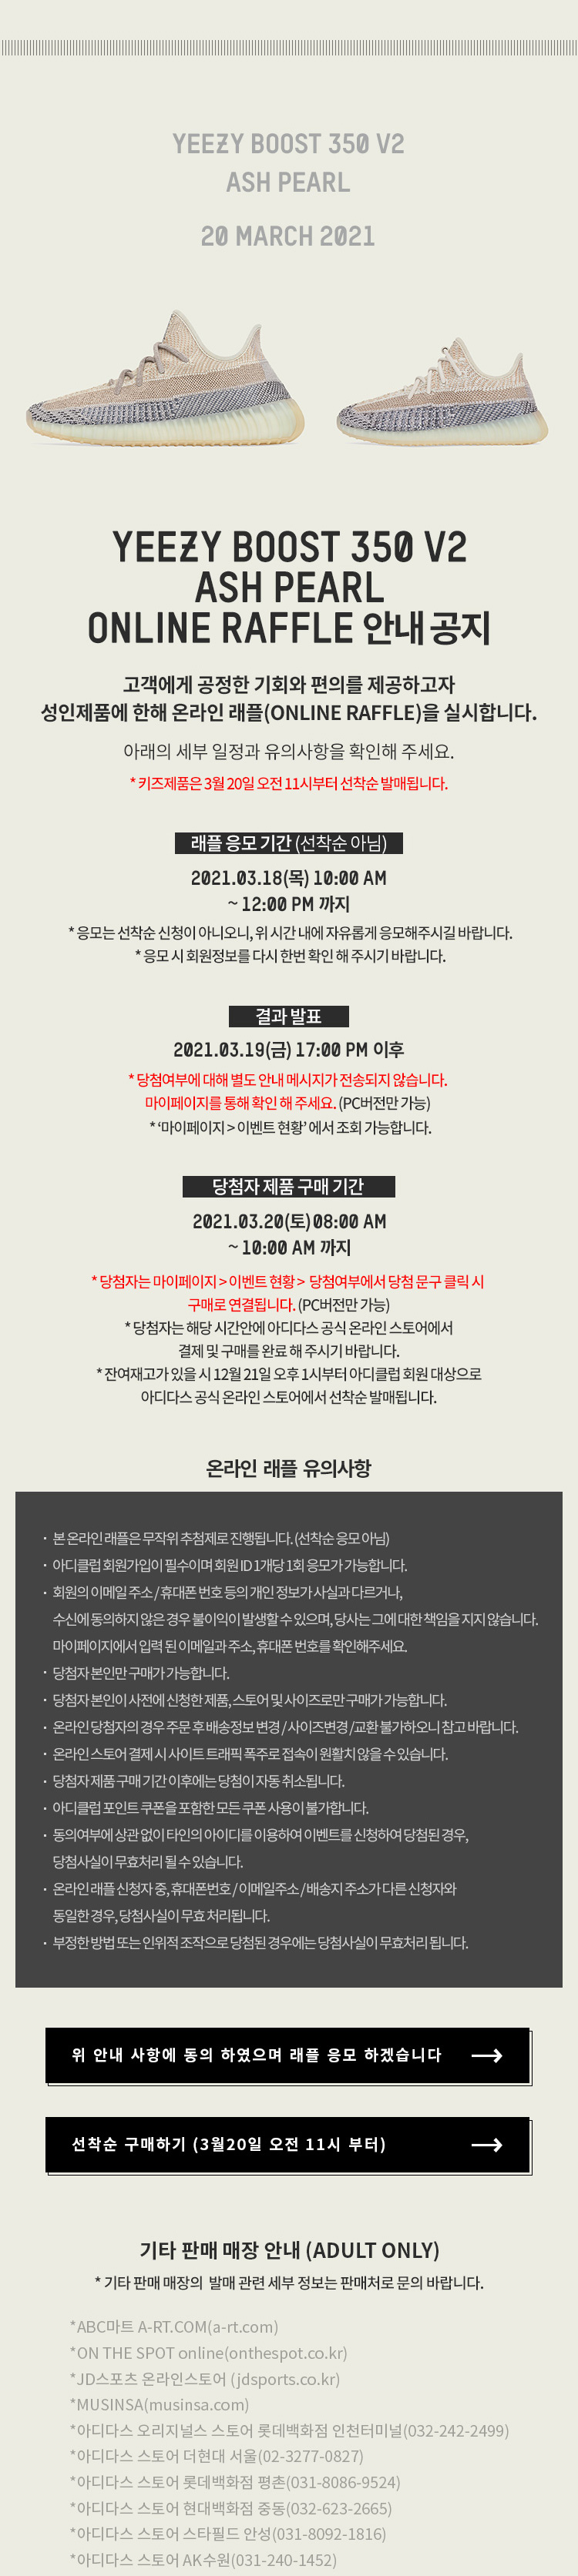 YEEZY BOOST 350 V2
ASH PEARL
20 MARCH 2021
YEEZY BOOST 350 V2
ASH PEARL
ONLINE RAFFLE 안내 공지
고객에게 공정한 기회와 편의를 제공하고자
성인제품에 한해 온라인 래플(ONLINE RAFFLE)을 실시합니다.
아래의 세부 일정과 유의사항을 확인해 주세요.
* 키즈제품은 3월 20일 오전 11시부터 선착순 발매됩니다.
래플 응모 기간 (선착순 아님)
2021.03.18(목) 10:00 AM
~ 12:00 PM 까지
* 응모는 선착순 신청이 아니오니, 위 시간 내에 자유롭게 응모해주시길 바랍니다.
* 응모 시 회원정보를 다시 한번 확인 해 주시기 바랍니다.
결과 발표
2021.03.19(금) 17:00 PM 이후
* 당첨여부에 대해 별도 안내 메시지가 전송되지 않습니다.
마이페이지를 통해 확인 해 주세요. (PC버전만 가능)
* ‘마이페이지 > 이벤트 현황’ 에서 조회 가능합니다.
당첨자 제품 구매 기간
2021.03.20(토) 08:00 AM
~ 10:00 AM 까지
* 당첨자는 마이페이지 > 이벤트 현황 > 당첨여부에서 당첨 문구 클릭 시
구매로 연결됩니다. (PC버전만 가능)
* 당첨자는 해당 시간안에 아디다스 공식 온라인 스토어에서
결제 및 구매를 완료 해 주시기 바랍니다.
* 잔여재고가 있을 시 12월 21일 오후 1시부터 아디클럽 회원 대상으로
아디다스 공식 온라인 스토어에서 선착순 발매됩니다.
온라인 래플 유의사항
· 본 온라인 래플은 무작위 추첨제로 진행됩니다. (선착순 응모 아님)
· 아디클럽 회원가입이 필수이며 회원 ID 1개당 1회 응모가 가능합니다.
· 회원의 이메일 주소 / 휴대폰 번호 등의 개인 정보가 사실과 다르거나,
수신에 동의하지 않은 경우 불이익이 발생할 수 있으며, 당사는 그에 대한 책임을 지지 않습니다.
마이페이지에서 입력 된 이메일과 주소, 휴대폰 번호를 확인해주세요.
· 당첨자 본인만 구매가 가능합니다.
· 당첨자 본인이 사전에 신청한 제품, 스토어 및 사이즈로만 구매가 가능합니다.
· 온라인 당첨자의 경우 주문 후 배송정보 변경 / 사이즈변경 / 교환 불가하오니 참고 바랍니다.
· 온라인 스토어 결제 시 사이트 트래픽 폭주로 접속이 원활치 않을 수 있습니다.
· 당첨자 제품 구매 기간 이후에는 당첨이 자동 취소됩니다.
· 아디클럽 포인트 쿠폰을 포함한 모든 쿠폰 사용이 불가합니다.
· 동의여부에 상관 없이 타인의 아이디를 이용하여 이벤트를 신청하여 당첨된 경우,
당첨사실이 무효처리 될 수 있습니다.
· 온라인 래플 신청자 중, 휴대폰번호 / 이메일주소 / 배송지 주소가 다른 신청자와
동일한 경우, 당첨사실이 무효 처리됩니다.
· 부정한 방법 또는 인위적 조작으로 당첨된 경우에는 당첨사실이 무효처리 됩니다.
위 안내 사항에 동의 하였으며 래플 응모 하겠습니다
선착순 구매하기 (3월20일 오전 11시 부터)
기타 판매 매장 안내 (ADULT ONLY)
* 기타 판매 매장의 발매 관련 세부 정보는 판매처로 문의 바랍니다.
*ABC마트 A-RT.COM(a-rt.com)
*ON THE SPOT online(onthespot.co.kr)
*JD스포츠 온라인스토어 (jdsports.co.kr)
*MUSINSA(musinsa.com)
*아디다스 오리지널스 스토어 롯데백화점 인천터미널(032-242-2499)
*아디다스 스토어 더현대 서울(02-3277-0827)
*아디다스 스토어 롯데백화점 평촌(031-8086-9524)
*아디다스 스토어 현대백화점 중동(032-623-2665)
*아디다스 스토어 스타필드 안성(031-8092-1816)
*아디다스 스토어 AK수원(031-240-1452)